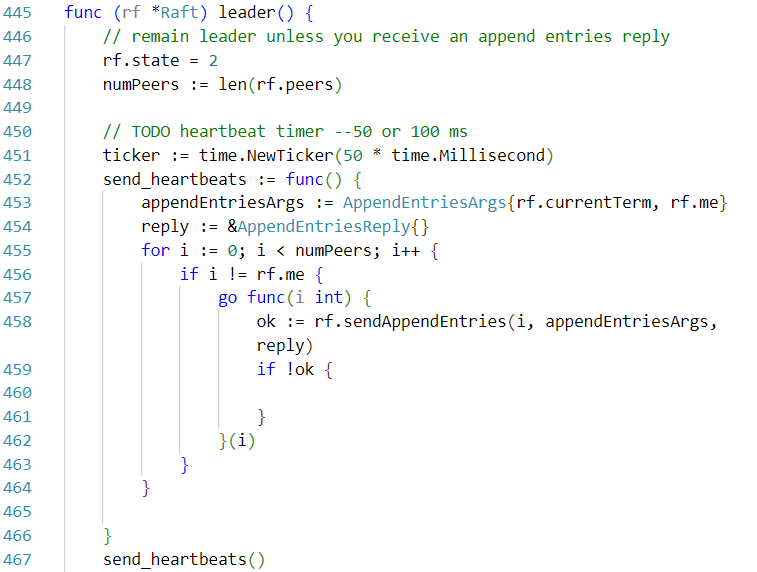 445 func (rf *Raft) leader() {
446 // remain leader unless you receive an append entries reply
447 rf.state = 2
448 numPeers := len(rf.peers)
449
450 // TODO heartbeat timer --50 or 100 ms
451 ticker := time.NewTicker(50 * time.Millisecond)
452 send_heartbeats := func() {
453 appendEntriesArgs := AppendEntriesArgs{rf.currentTerm, rf.me}
454 reply := &AppendEntriesReply{}
455 for i := 0; i < numPeers; i++ {
456 if i != rf.me {
457 go func(i int) {
458 ok := rf.sendAppendEntries(i, appendEntriesArgs,
reply)
459 if !ok {
460
461 }
462 }(i)
463 }
464 }
465
466 }
467 send_heartbeats()